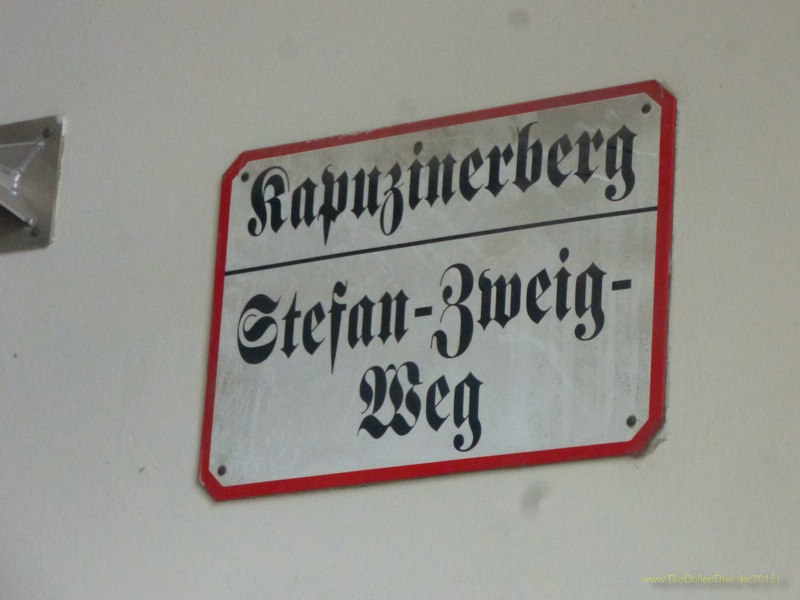 Kapuzinerberg
Stefan-Zweig-
Weg
www.DieDollenDrei.de(2016)